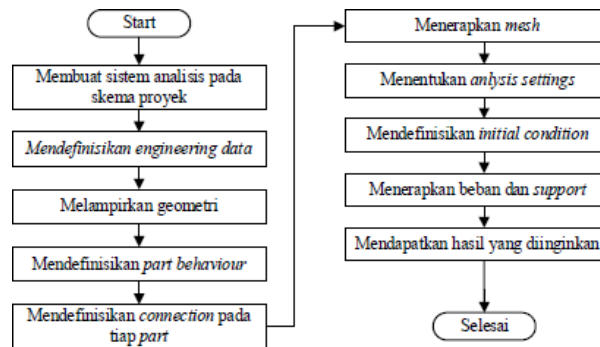 Start
Membuat sistem analisis pada
skema proyek
Mendefinisikan engineering data
Melampirkan geometri
Mendefinisikan part behaviour
Mendefinisikan connection pada
tiap part
Menerapkan mesh
Menentukan anlysis settings
Mendefinisikan initial condition
Menerapkan beban dan support
Mendapatkan hasil yang diinginkan
Selesai